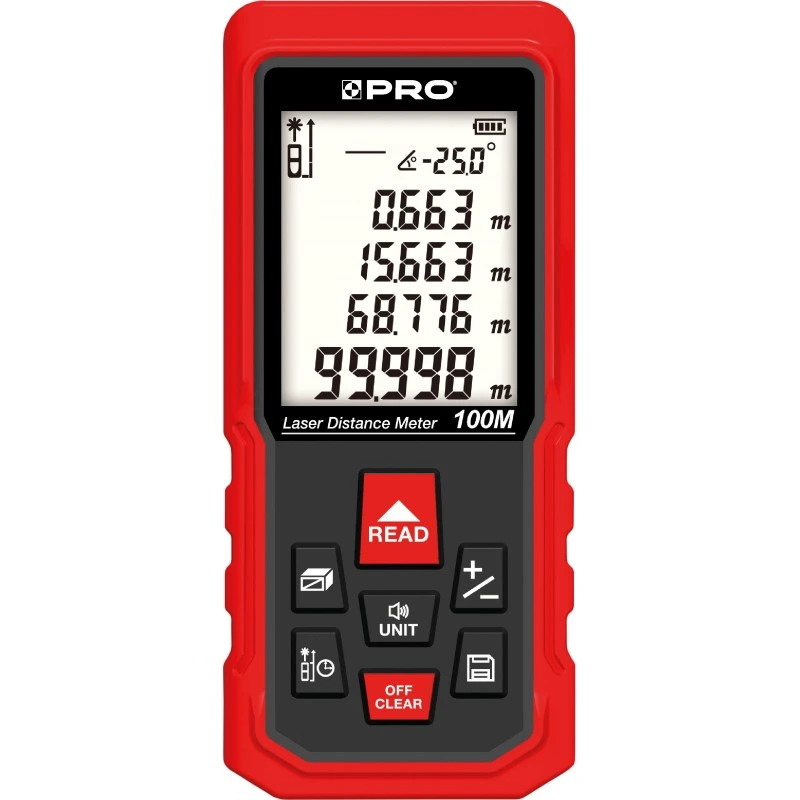 PRO
-25.0°
0.663 m
15.663 m
68.776 m
99.998 m
Laser Distance Meter 100M
READ
+/-
UNIT
OFF
CLEAR